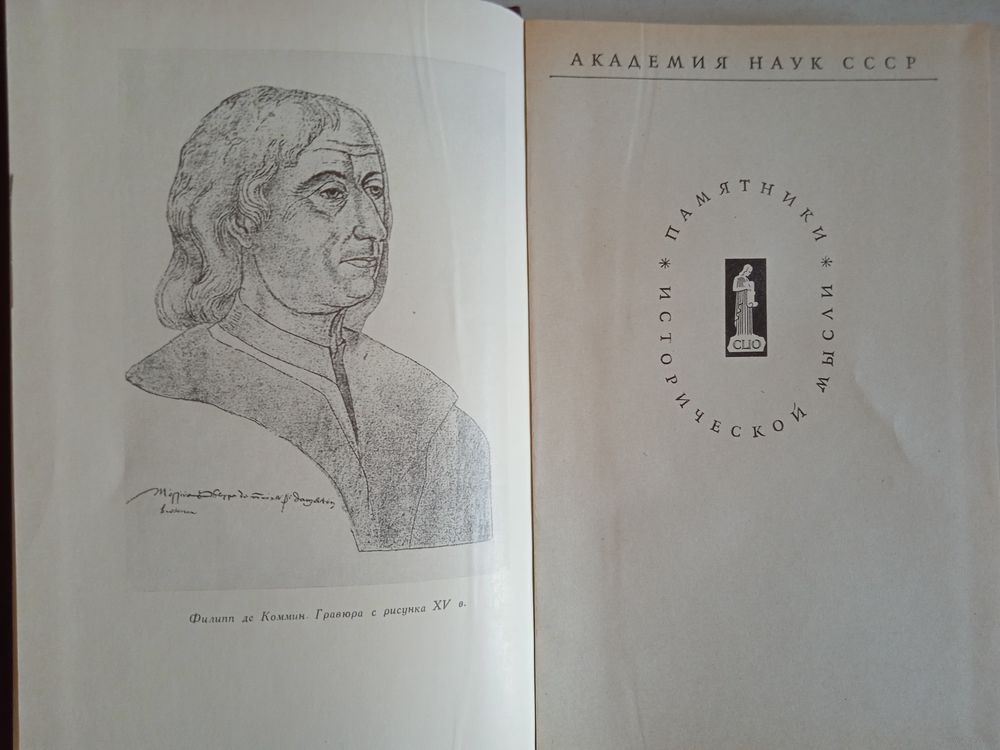 Филипп де Коммин. Гравюра с рисунка XV в.
АКАДЕМИЯ НАУК СССР
* ПАМЯТНИКИ *
ИСТОРИЧЕСКОЙ МЫСЛИ
CLIO